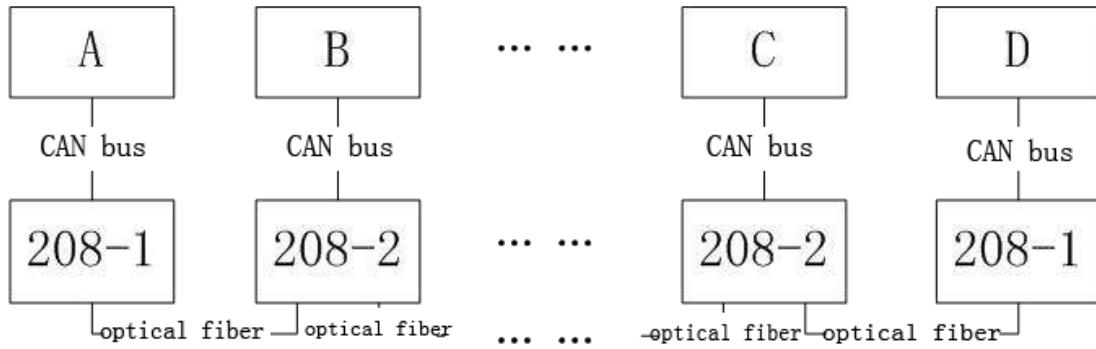 A B … … C D
CAN bus CAN bus CAN bus CAN bus
208-1 208-2 … … 208-2 208-1
optical fiber optical fiber … … optical fiber optical fiber